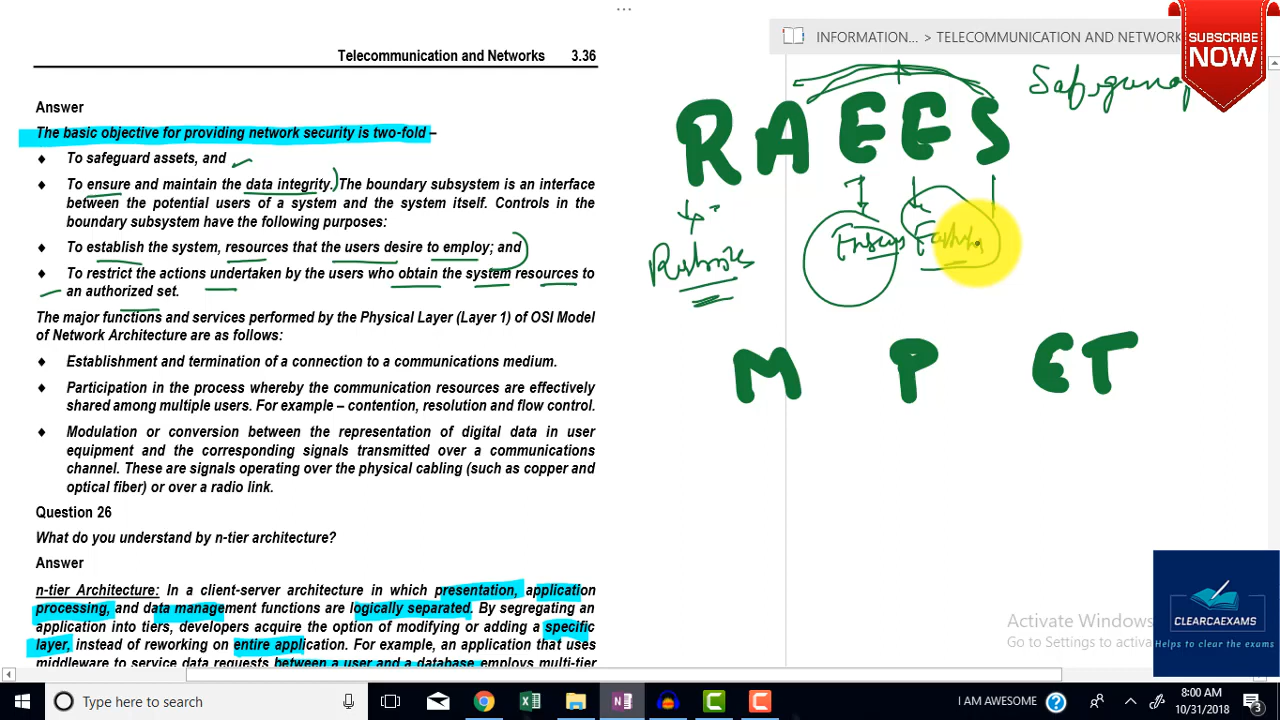 ...
Telecommunication and Networks 3.36
INFORMATION... > TELECOMMUNICATION AND NETWORK
SUBSCRIBE
NOW
Answer
The basic objective for providing network security is two-fold –
♦ To safeguard assets, and
♦ To ensure and maintain the data integrity. The boundary subsystem is an interface
between the potential users of a system and the system itself. Controls in the
boundary subsystem have the following purposes:
♦ To establish the system, resources that the users desire to employ; and
♦ To restrict the actions undertaken by the users who obtain the system resources to
an authorized set.
The major functions and services performed by the Physical Layer (Layer 1) of OSI Model
of Network Architecture are as follows:
♦ Establishment and termination of a connection to a communications medium.
♦ Participation in the process whereby the communication resources are effectively
shared among multiple users. For example – contention, resolution and flow control.
♦ Modulation or conversion between the representation of digital data in user
equipment and the corresponding signals transmitted over a communications
channel. These are signals operating over the physical cabling (such as copper and
optical fiber) or over a radio link.
Question 26
What do you understand by n-tier architecture?
Answer
n-tier Architecture: In a client-server architecture in which presentation, application
processing, and data management functions are logically separated. By segregating an
application into tiers, developers acquire the option of modifying or adding a specific
layer, instead of reworking on entire application. For example, an application that uses
middleware to service data requests between a user and a database employs multi-tier
RAEES
M P ET
CLEARCAEXAMS
Helps to clear the exams
Activate Windows
Go to Settings to activa
Type here to search
I AM AWESOME
8:00 AM
10/31/2018
3